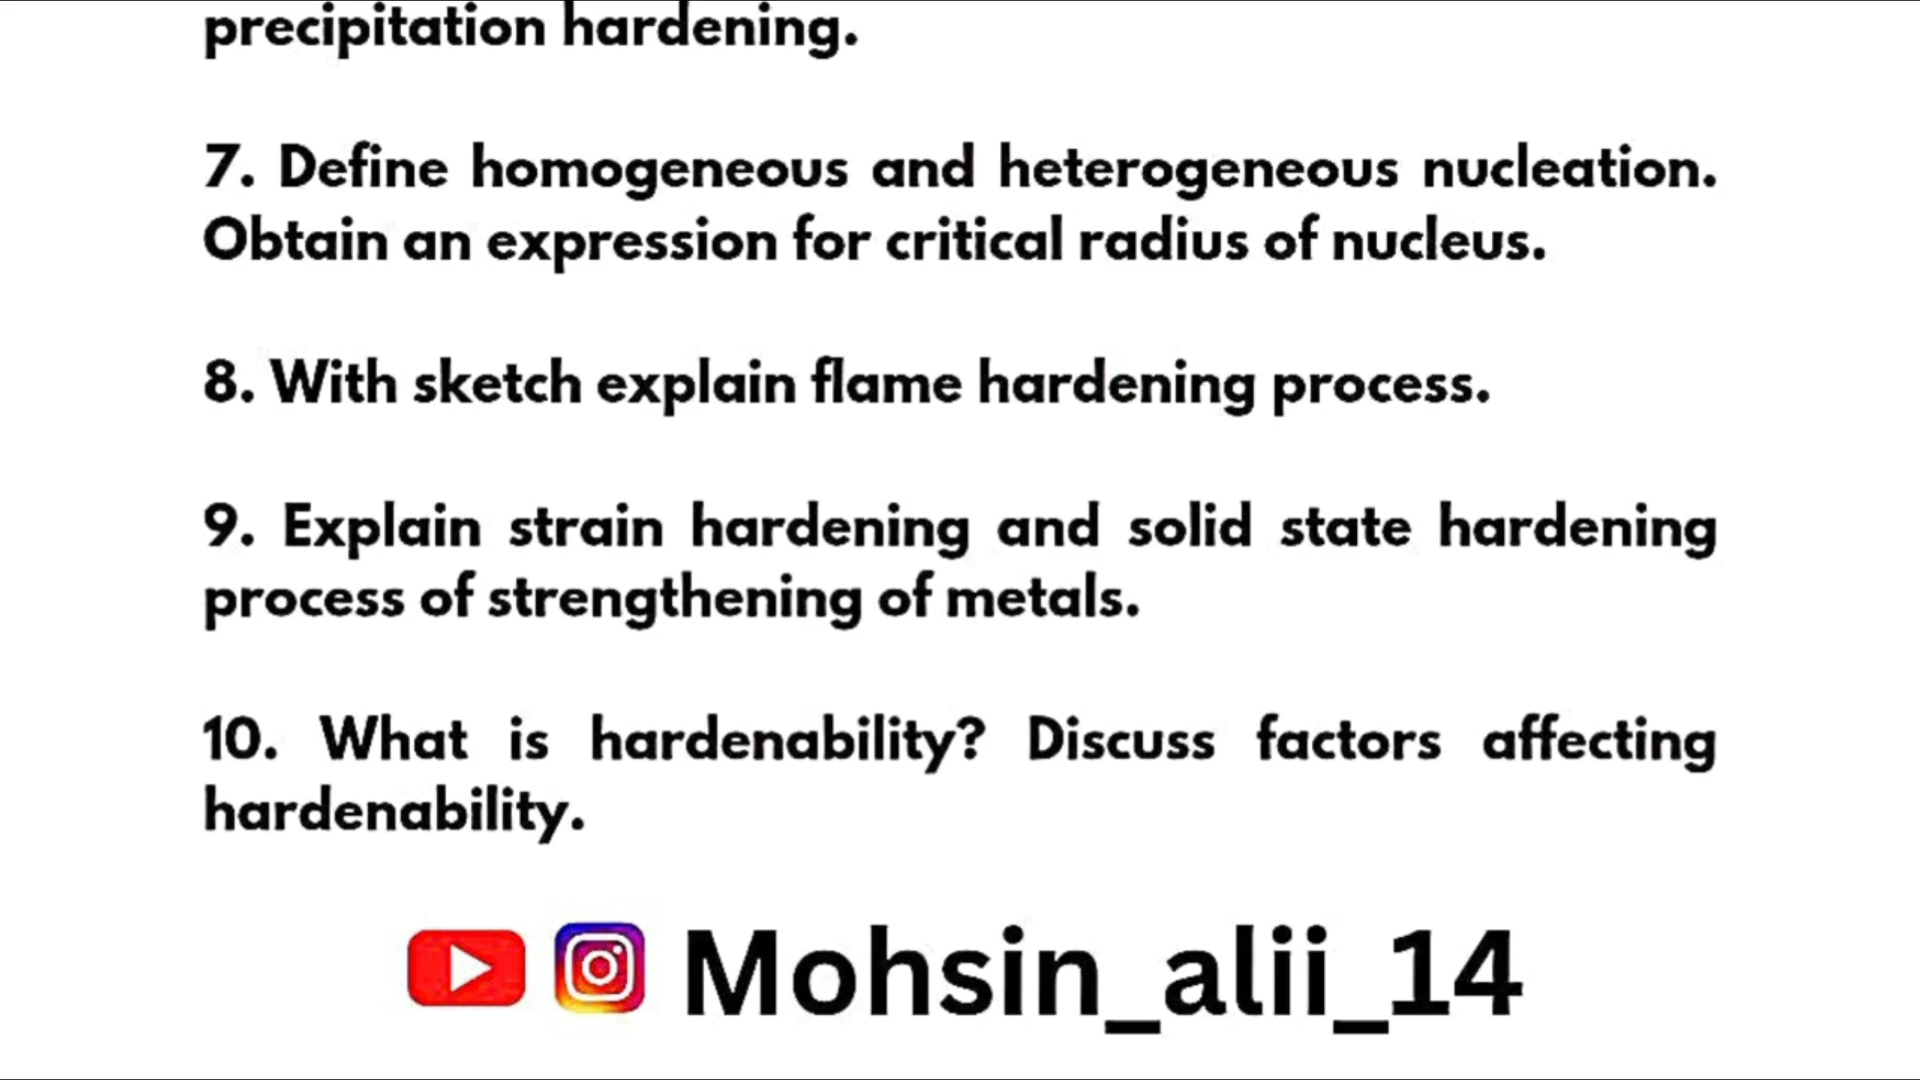 precipitation hardening.
7. Define homogeneous and heterogeneous nucleation.
Obtain an expression for critical radius of nucleus.
8. With sketch explain flame hardening process.
9. Explain strain hardening and solid state hardening
process of strengthening of metals.
10. What is hardenability? Discuss factors affecting
hardenability.
Mohsin_alii_14